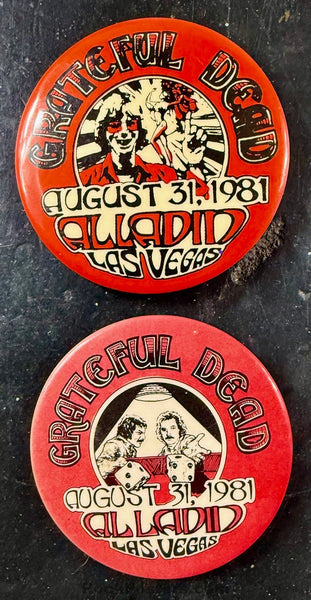 GRATEFUL DEAD
AUGUST 31, 1981
ALLADIN
LAS VEGAS
GRATEFUL DEAD
AUGUST 31, 1981
ALLADIN
LAS VEGAS